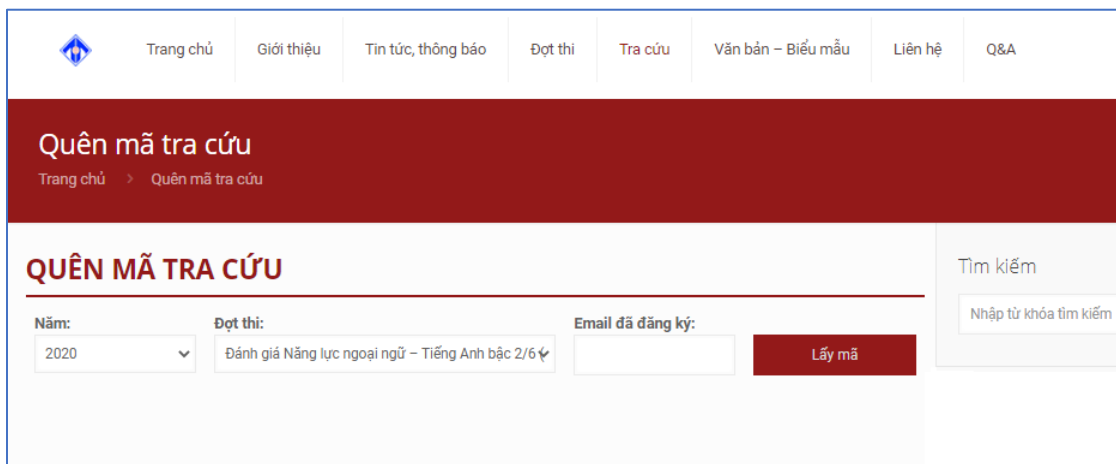 Trang chủ Giới thiệu Tin tức, thông báo Đợt thi Tra cứu Văn bản – Biểu mẫu Liên hệ Q&A
Quên mã tra cứu
Trang chủ > Quên mã tra cứu
QUÊN MÃ TRA CỨU
Năm: Đợt thi: Email đã đăng ký:
2020 Đánh giá Năng lực ngoại ngữ – Tiếng Anh bậc 2/6 ( Lấy mã
Tìm kiếm
Nhập từ khóa tìm kiếm